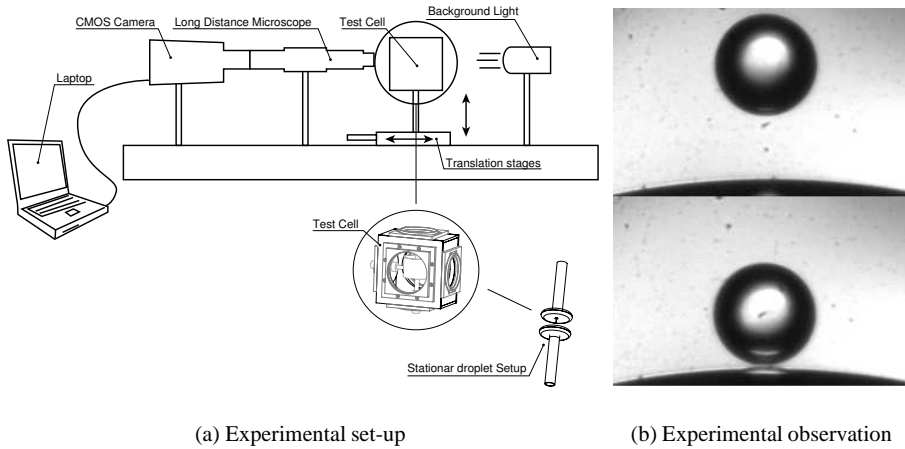 CMOS Camera
Long Distance Microscope
Test Cell
Background Light
Laptop
Translation stages
Test Cell
Stationar droplet Setup
(a) Experimental set-up
(b) Experimental observation